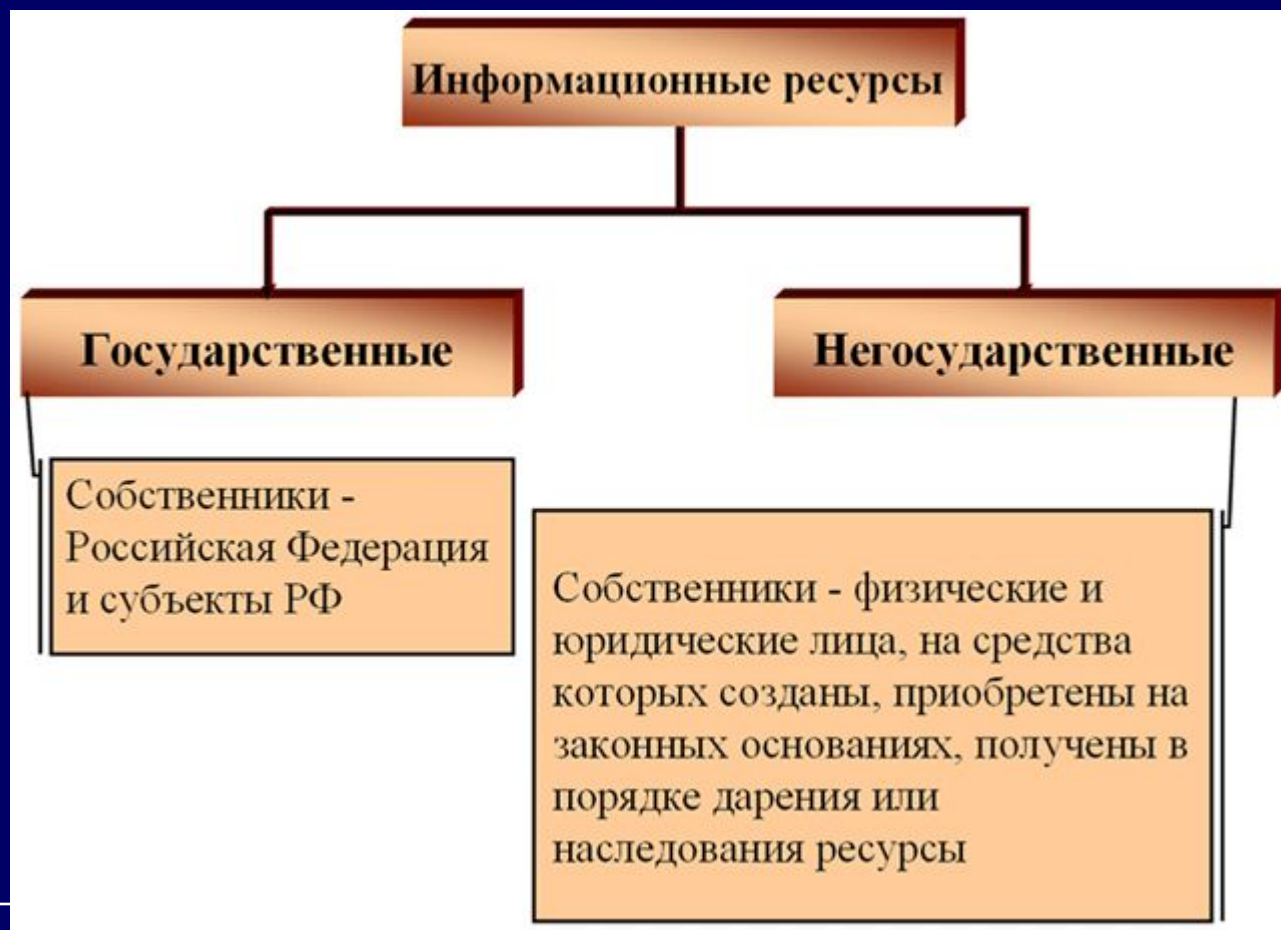 Информационные ресурсы
Государственные
Негосударственные
Собственники -
Российская Федерация
и субъекты РФ
Собственники - физические и
юридические лица, на средства
которых созданы, приобретены на
законных основаниях, получены в
порядке дарения или
наследования ресурсы